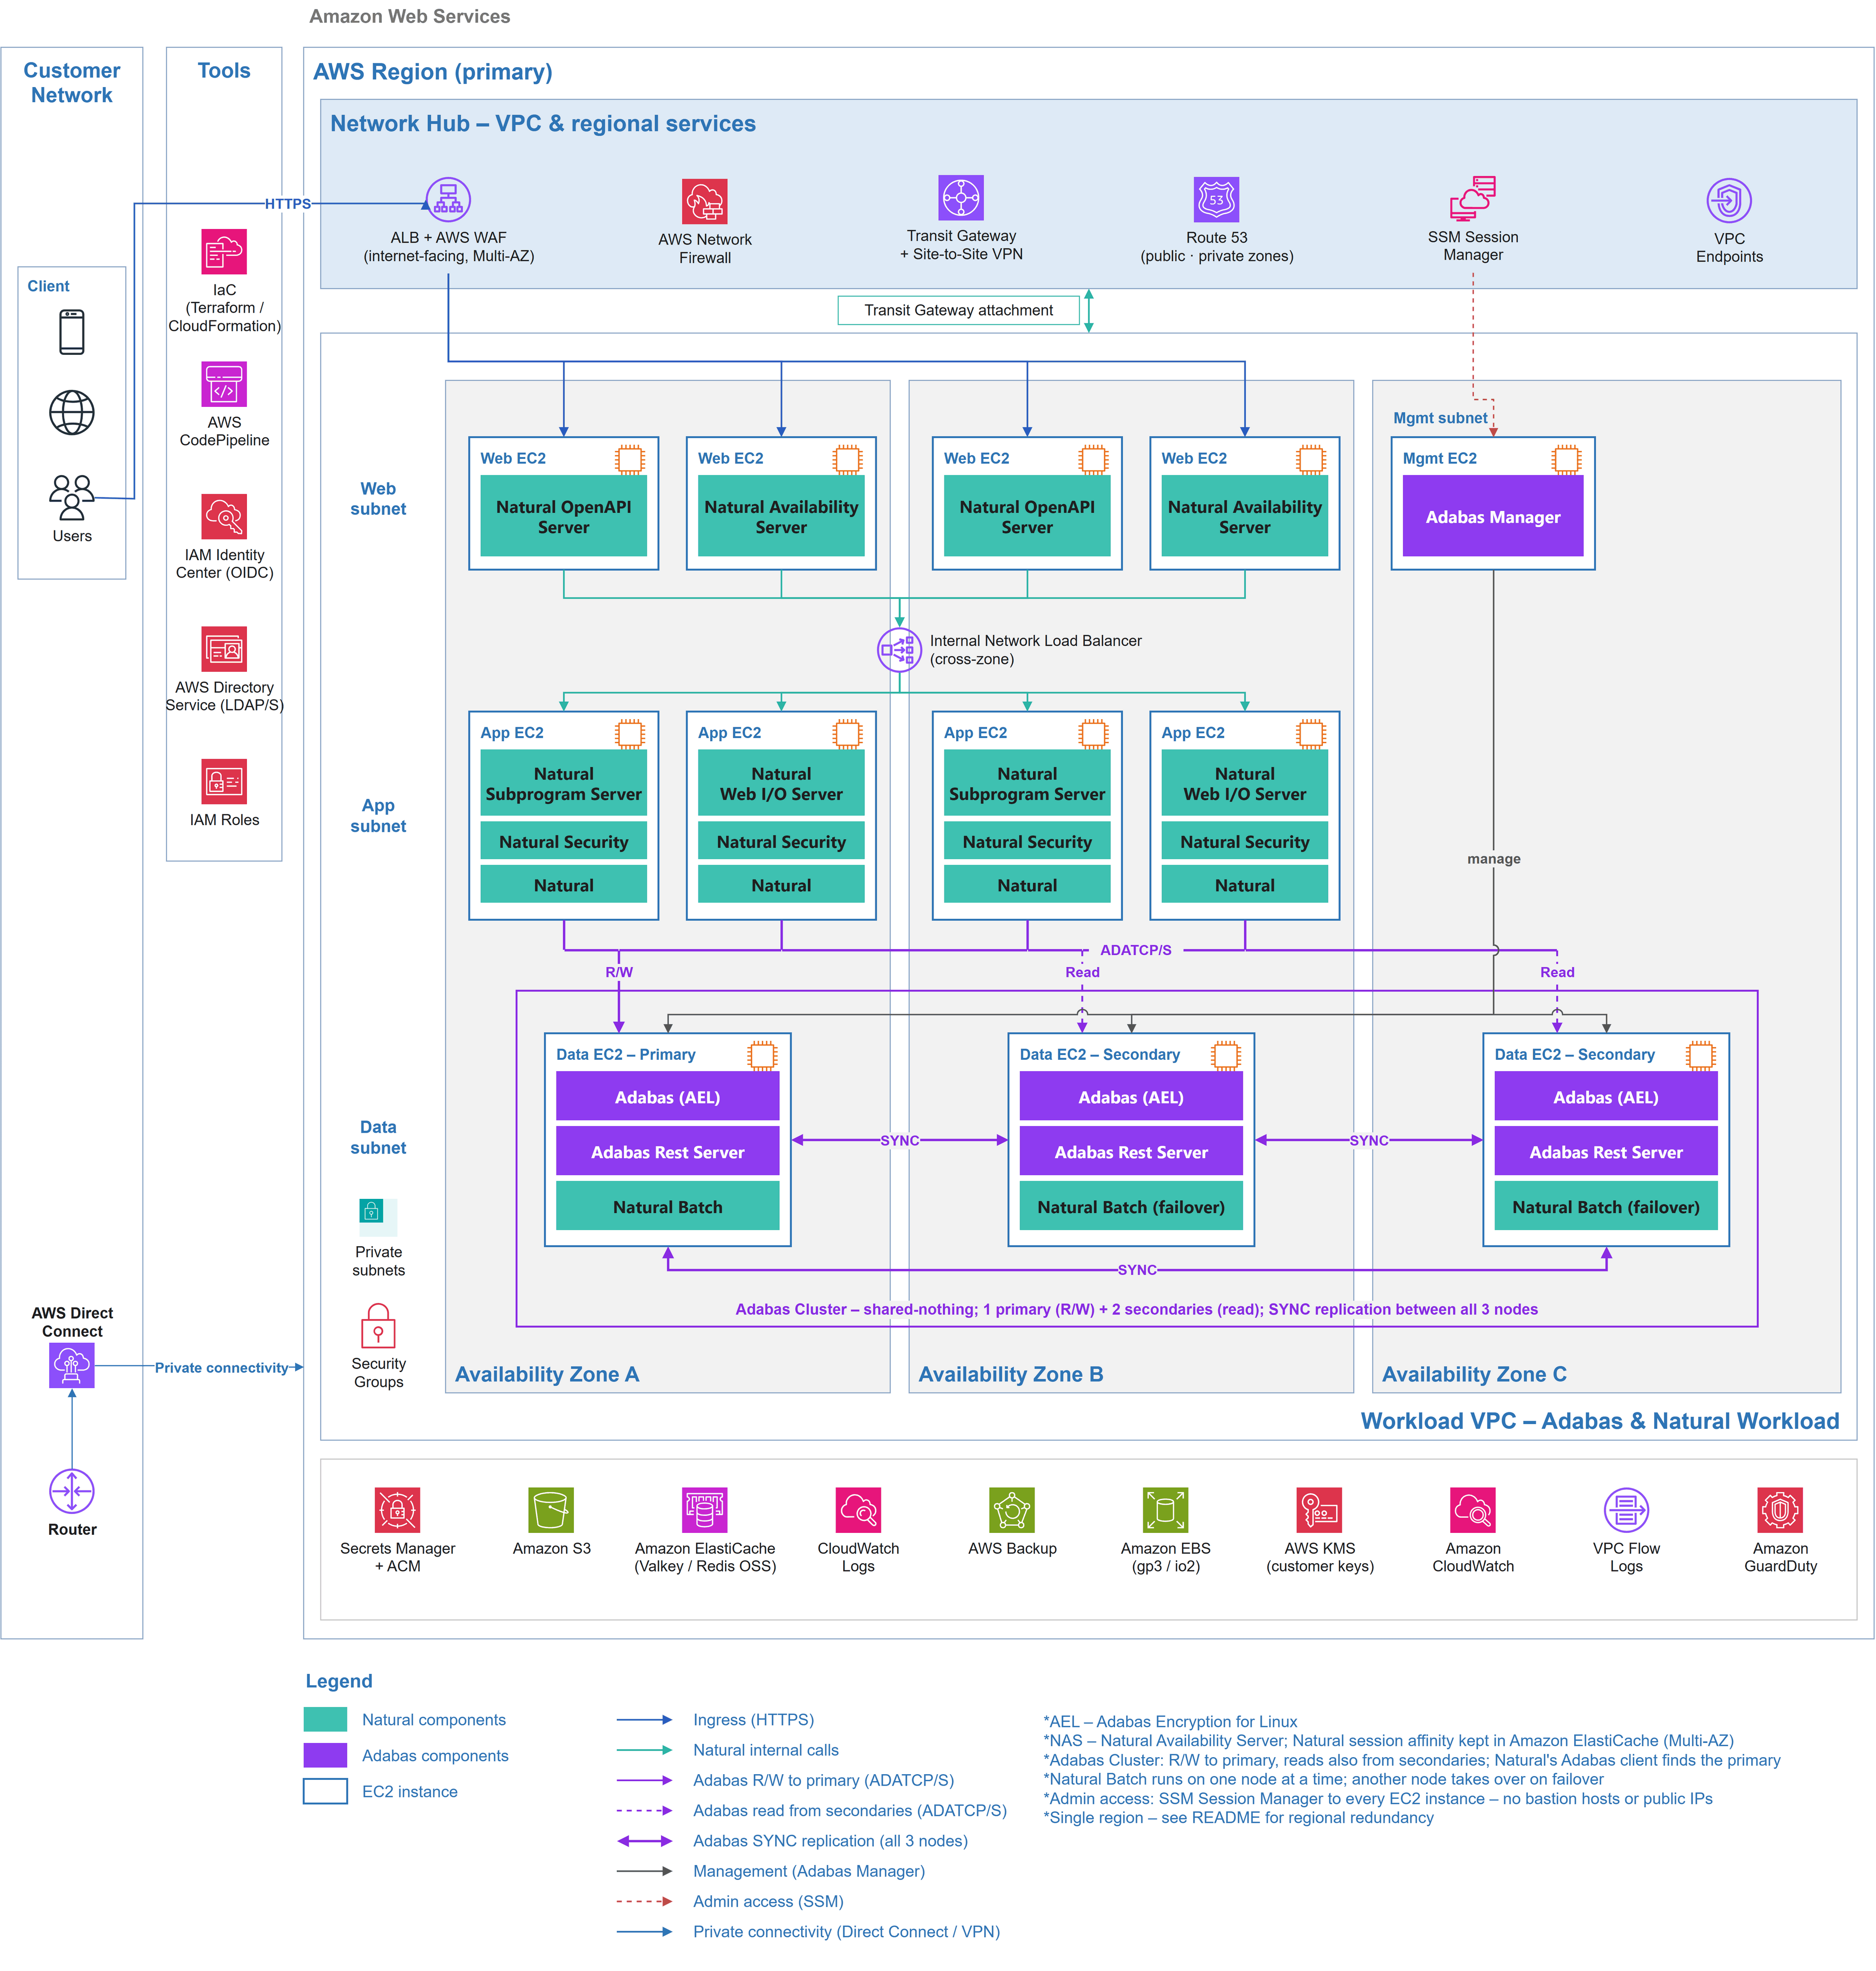 Amazon Web Services
Customer
Network
Tools
AWS Region (primary)
Network Hub – VPC & regional services
HTTPS
ALB + AWS WAF
(internet-facing, Multi-AZ)
AWS Network
Firewall
Transit Gateway
+ Site-to-Site VPN
53
Route 53
(public · private zones)
SSM Session
Manager
VPC
Endpoints
Client
Users
IaC
(Terraform /
CloudFormation)
AWS
CodePipeline
IAM Identity
Center (OIDC)
AWS Directory
Service (LDAP/S)
IAM Roles
Transit Gateway attachment
Mgmt subnet
Web
subnet
Web EC2
Natural OpenAPI
Server
Web EC2
Natural Availability
Server
Web EC2
Natural OpenAPI
Server
Web EC2
Natural Availability
Server
Mgmt EC2
Adabas Manager
Internal Network Load Balancer
(cross-zone)
App
subnet
App EC2
Natural
Subprogram Server
Natural Security
Natural
App EC2
Natural
Web I/O Server
Natural Security
Natural
App EC2
Natural
Subprogram Server
Natural Security
Natural
App EC2
Natural
Web I/O Server
Natural Security
Natural
manage
ADATCP/S
R/W
Read
Read
Data
subnet
Data EC2 – Primary
Adabas (AEL)
Adabas Rest Server
Natural Batch
SYNC
Data EC2 – Secondary
Adabas (AEL)
Adabas Rest Server
Natural Batch (failover)
SYNC
Data EC2 – Secondary
Adabas (AEL)
Adabas Rest Server
Natural Batch (failover)
SYNC
Private
subnets
Security
Groups
Adabas Cluster – shared-nothing; 1 primary (R/W) + 2 secondaries (read); SYNC replication between all 3 nodes
AWS Direct
Connect
Private connectivity
Router
Availability Zone A
Availability Zone B
Availability Zone C
Workload VPC – Adabas & Natural Workload
Secrets Manager
+ ACM
Amazon S3
Amazon ElastiCache
(Valkey / Redis OSS)
CloudWatch
Logs
AWS Backup
Amazon EBS
(gp3 / io2)
AWS KMS
(customer keys)
Amazon
CloudWatch
VPC Flow
Logs
Amazon
GuardDuty
Legend
Natural components
Adabas components
EC2 instance
Ingress (HTTPS)
Natural internal calls
Adabas R/W to primary (ADATCP/S)
Adabas read from secondaries (ADATCP/S)
Adabas SYNC replication (all 3 nodes)
Management (Adabas Manager)
Admin access (SSM)
Private connectivity (Direct Connect / VPN)
*AEL – Adabas Encryption for Linux
*NAS – Natural Availability Server; Natural session affinity kept in Amazon ElastiCache (Multi-AZ)
*Adabas Cluster: R/W to primary, reads also from secondaries; Natural's Adabas client finds the primary
*Natural Batch runs on one node at a time; another node takes over on failover
*Admin access: SSM Session Manager to every EC2 instance – no bastion hosts or public IPs
*Single region – see README for regional redundancy